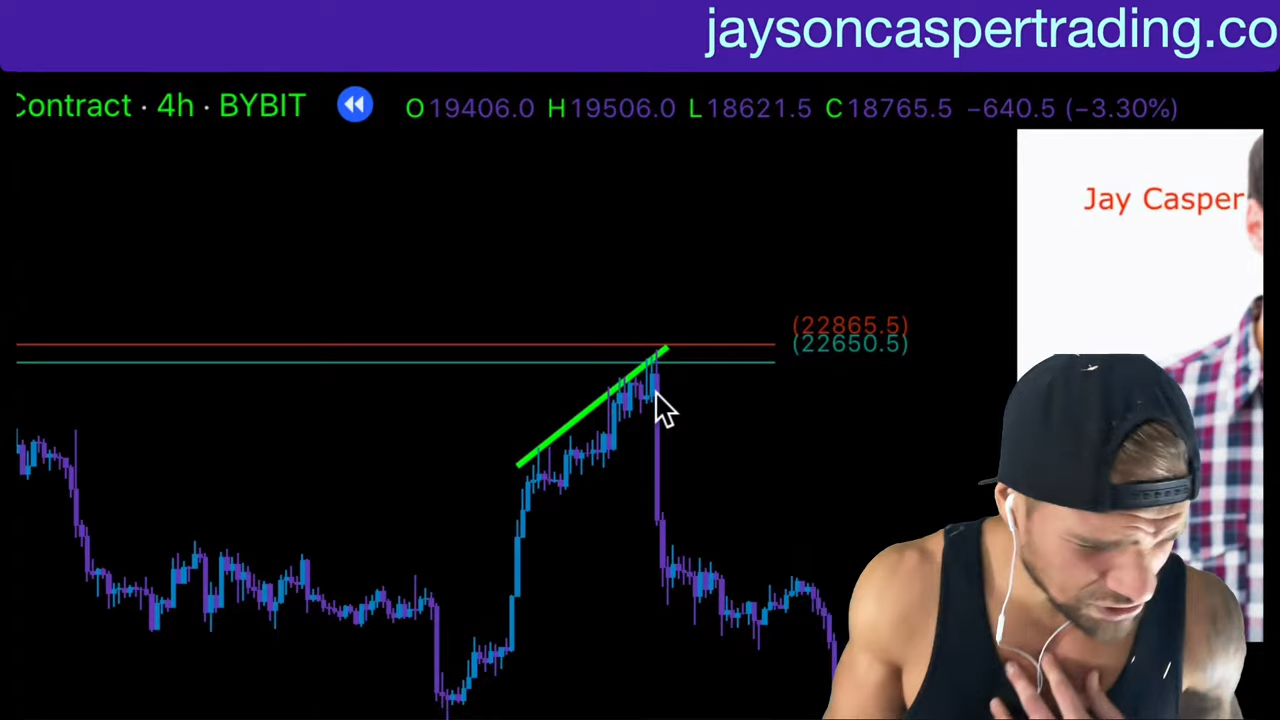 jaysoncaspertrading.co
Contract · 4h · BYBIT O19406.0 H19506.0 L18621.5 C18765.5 −640.5 (−3.30%)
Jay Casper
(22865.5)
(22650.5)